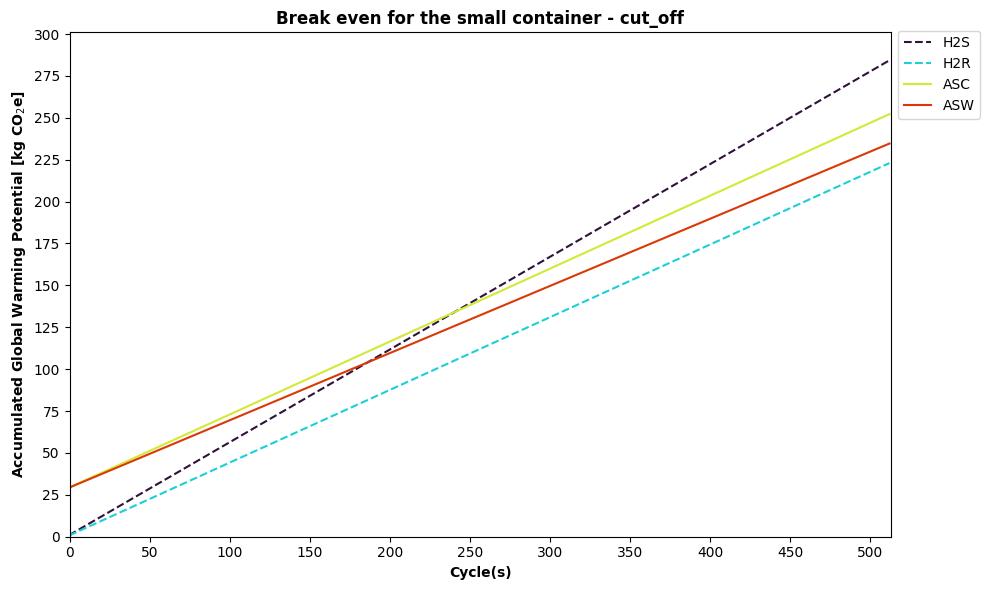 Break even for the small container - cut_off
H2S
H2R
ASC
ASW
Accumulated Global Warming Potential [kg CO₂e]
300
275
250
225
200
175
150
125
100
75
50
25
0
0 50 100 150 200 250 300 350 400 450 500
Cycle(s)